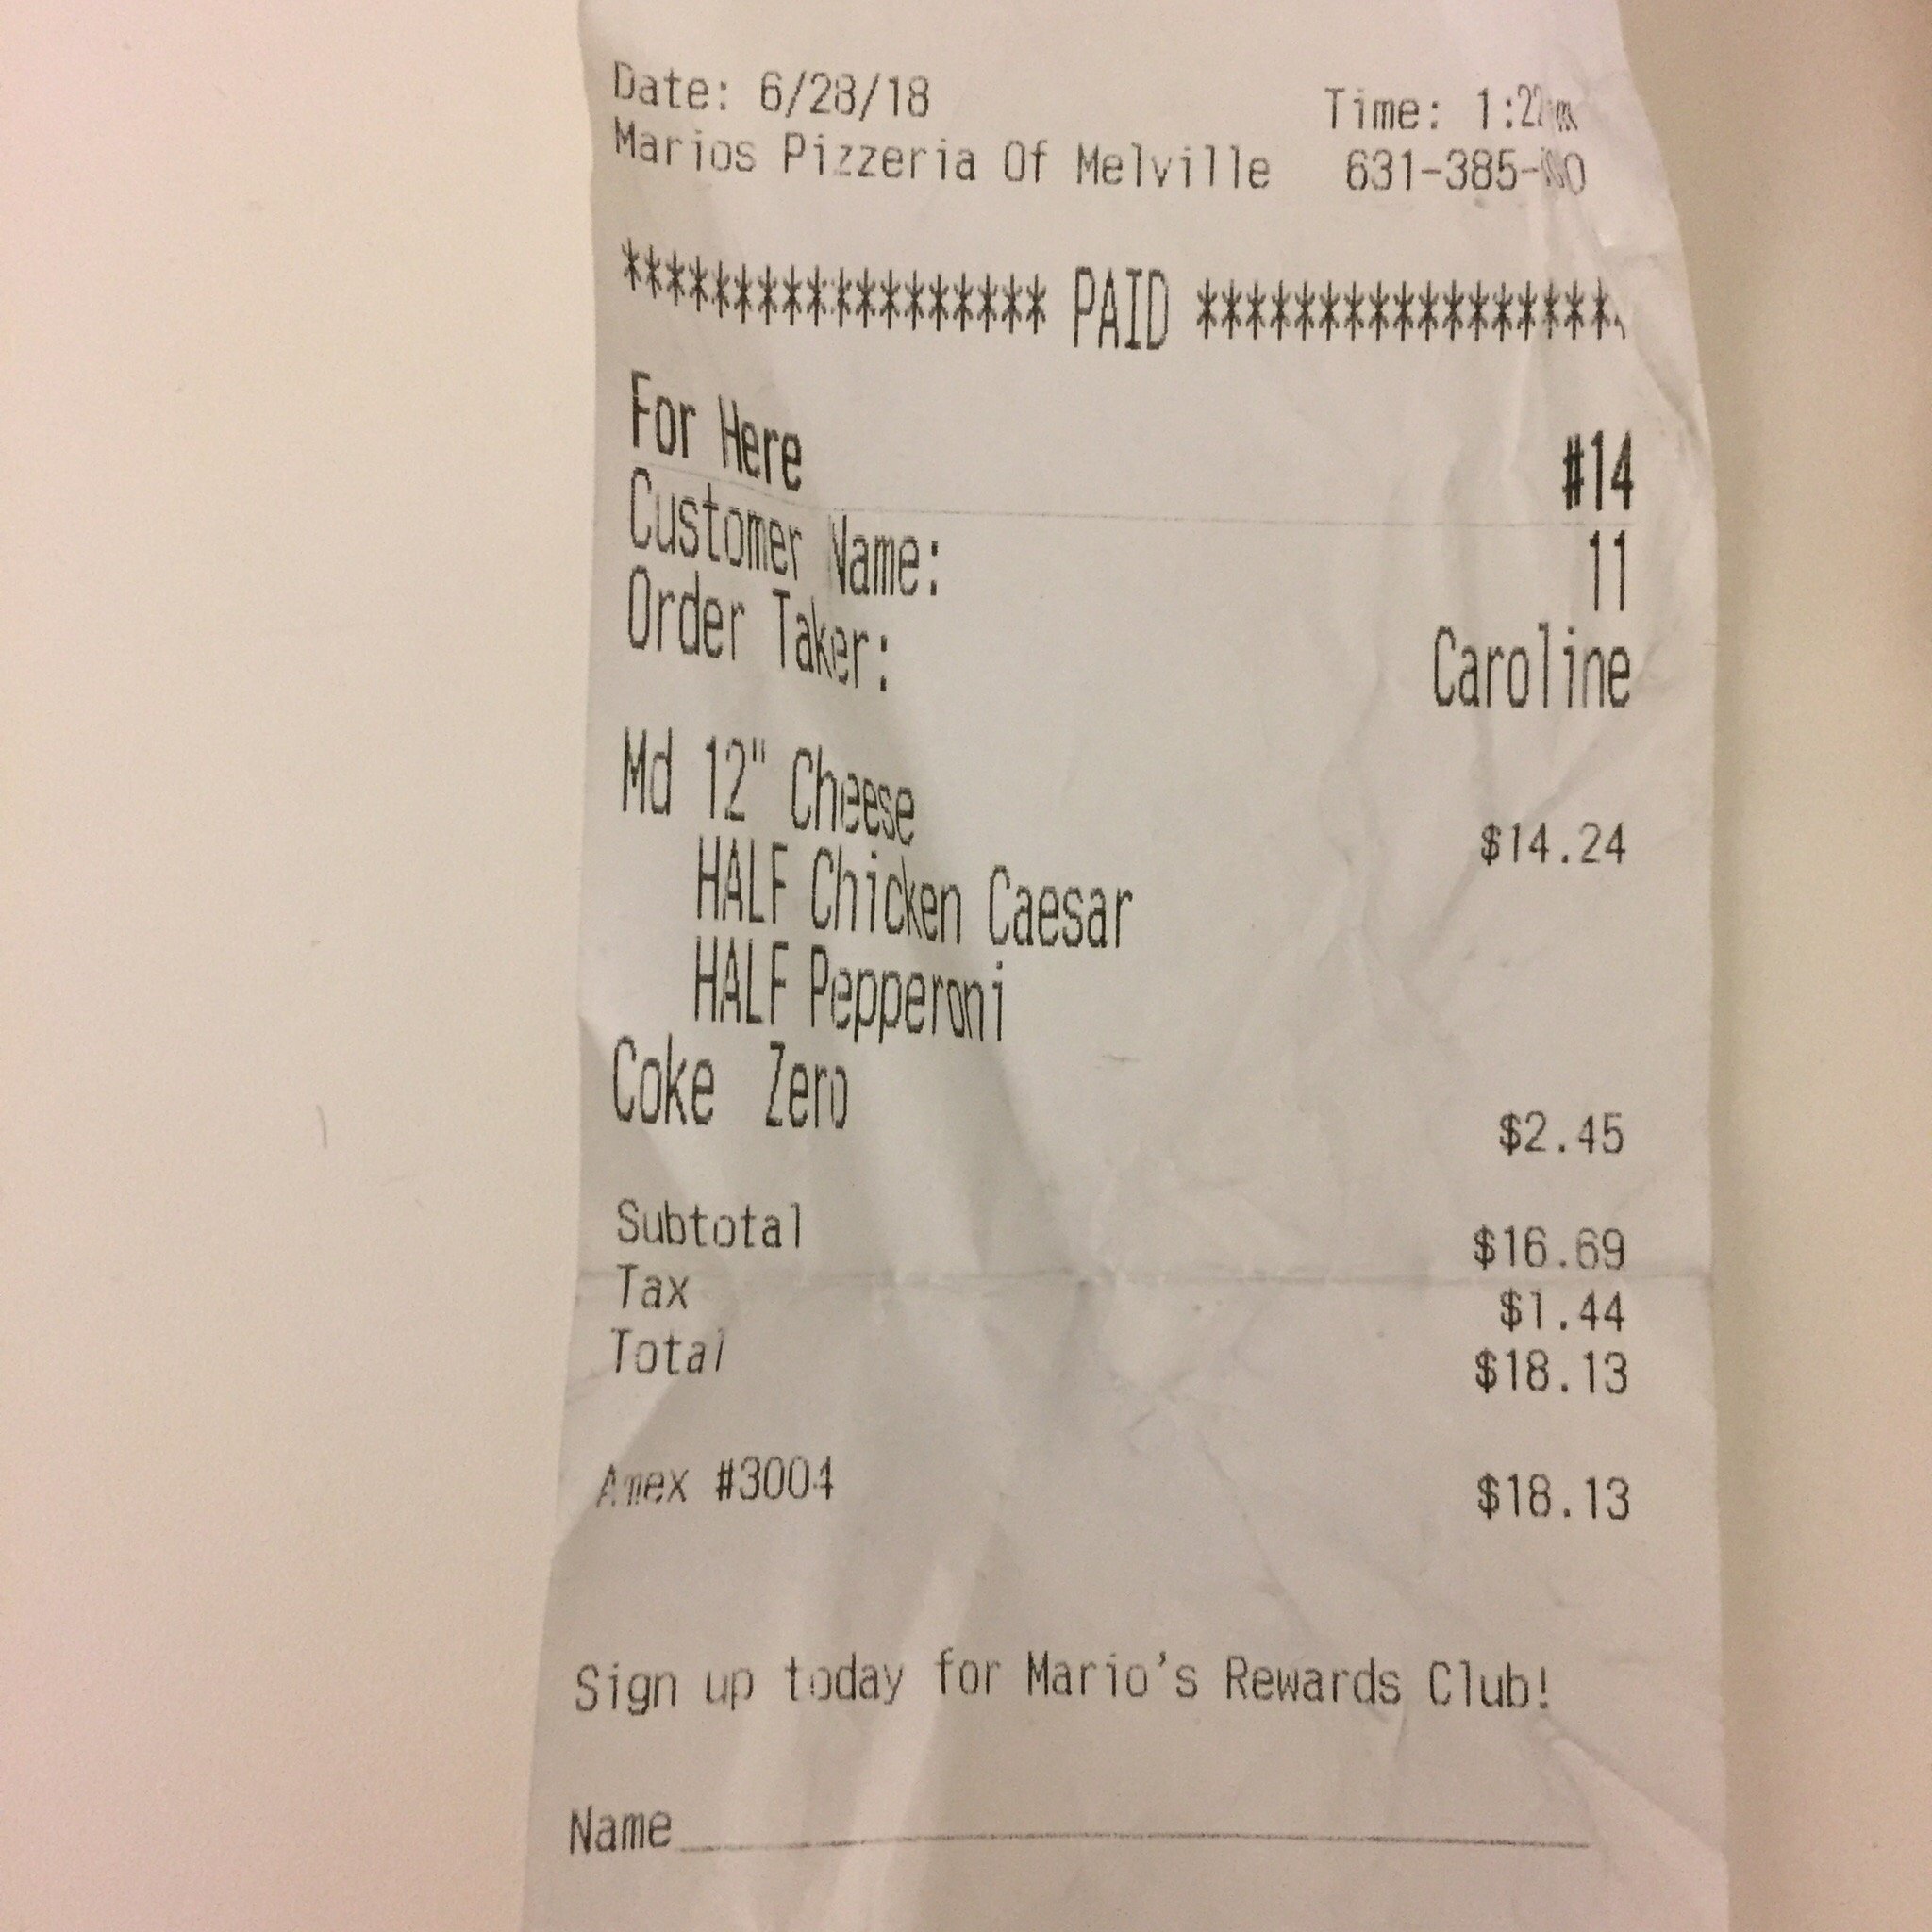 Date: 6/28/18 Time:
Marios Pizzeria Of Melville
***************** PAID *****************
For Here #14
Customer Name: 11
Order Taker: Caroline
Md 12" Cheese $14.24
HALF Chicken Caesar
HALF Pepperoni
Coke Zero $2.45
Subtotal $16.69
Tax $1.44
Total $18.13
Amex #3004 $18.13
Sign up today for Mario's Rewards Club!
Name